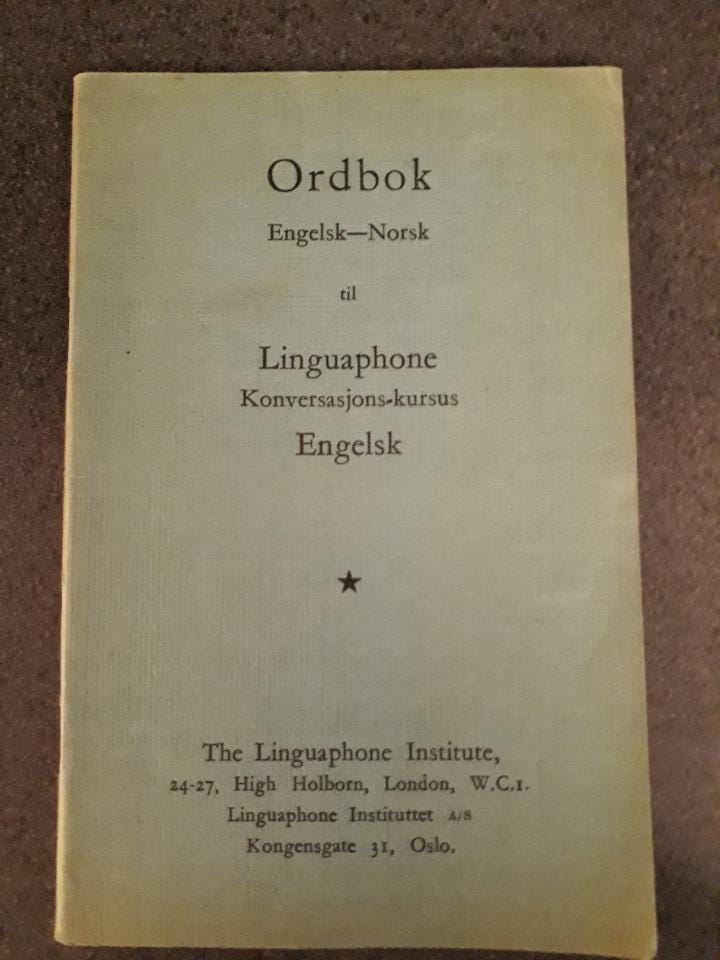 Ordbok
Engelsk—Norsk
til
Linguaphone
Konversasjons-kursus
Engelsk
★
The Linguaphone Institute,
24-27, High Holborn, London, W.C.1.
Linguaphone Instituttet A/S
Kongensgate 31, Oslo.